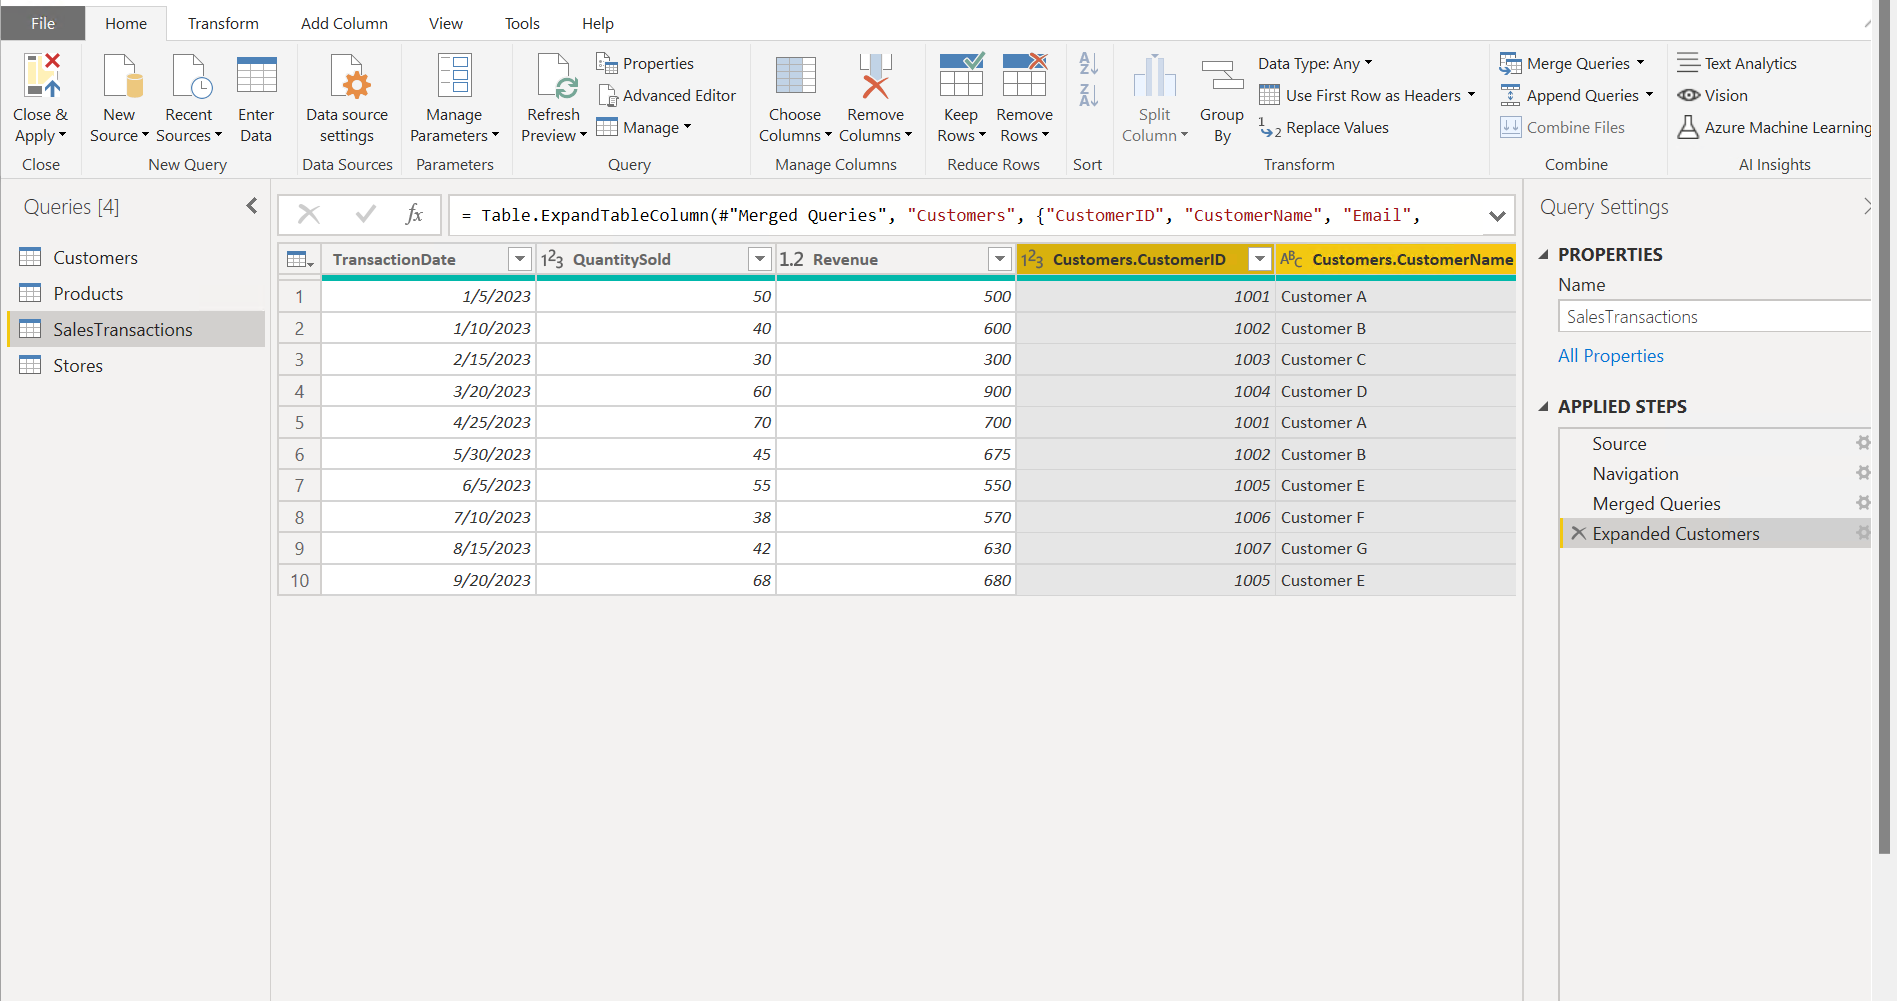 File Home Transform Add Column View Tools Help
Close & Apply
New Source
Recent Sources
Enter Data
Data source settings
Manage Parameters
Refresh Preview
Properties
Advanced Editor
Manage
Choose Columns
Remove Columns
Keep Rows
Remove Rows
Split Column
Group By
Data Type: Any
Use First Row as Headers
Replace Values
Merge Queries
Append Queries
Combine Files
Text Analytics
Vision
Azure Machine Learning
Close New Query Data Sources Parameters Query Manage Columns Reduce Rows Sort Transform Combine AI Insights
Queries [4]
Customers
Products
SalesTransactions
Stores
fx = Table.ExpandTableColumn(#"Merged Queries", "Customers", {"CustomerID", "CustomerName", "Email",
TransactionDate 123 QuantitySold 1.2 Revenue 123 Customers.CustomerID ABC Customers.CustomerName
1 1/5/2023 50 500 1001 Customer A
2 1/10/2023 40 600 1002 Customer B
3 2/15/2023 30 300 1003 Customer C
4 3/20/2023 60 900 1004 Customer D
5 4/25/2023 70 700 1001 Customer A
6 5/30/2023 45 675 1002 Customer B
7 6/5/2023 55 550 1005 Customer E
8 7/10/2023 38 570 1006 Customer F
9 8/15/2023 42 630 1007 Customer G
10 9/20/2023 68 680 1005 Customer E
Query Settings
PROPERTIES
Name
SalesTransactions
All Properties
APPLIED STEPS
Source
Navigation
Merged Queries
Expanded Customers